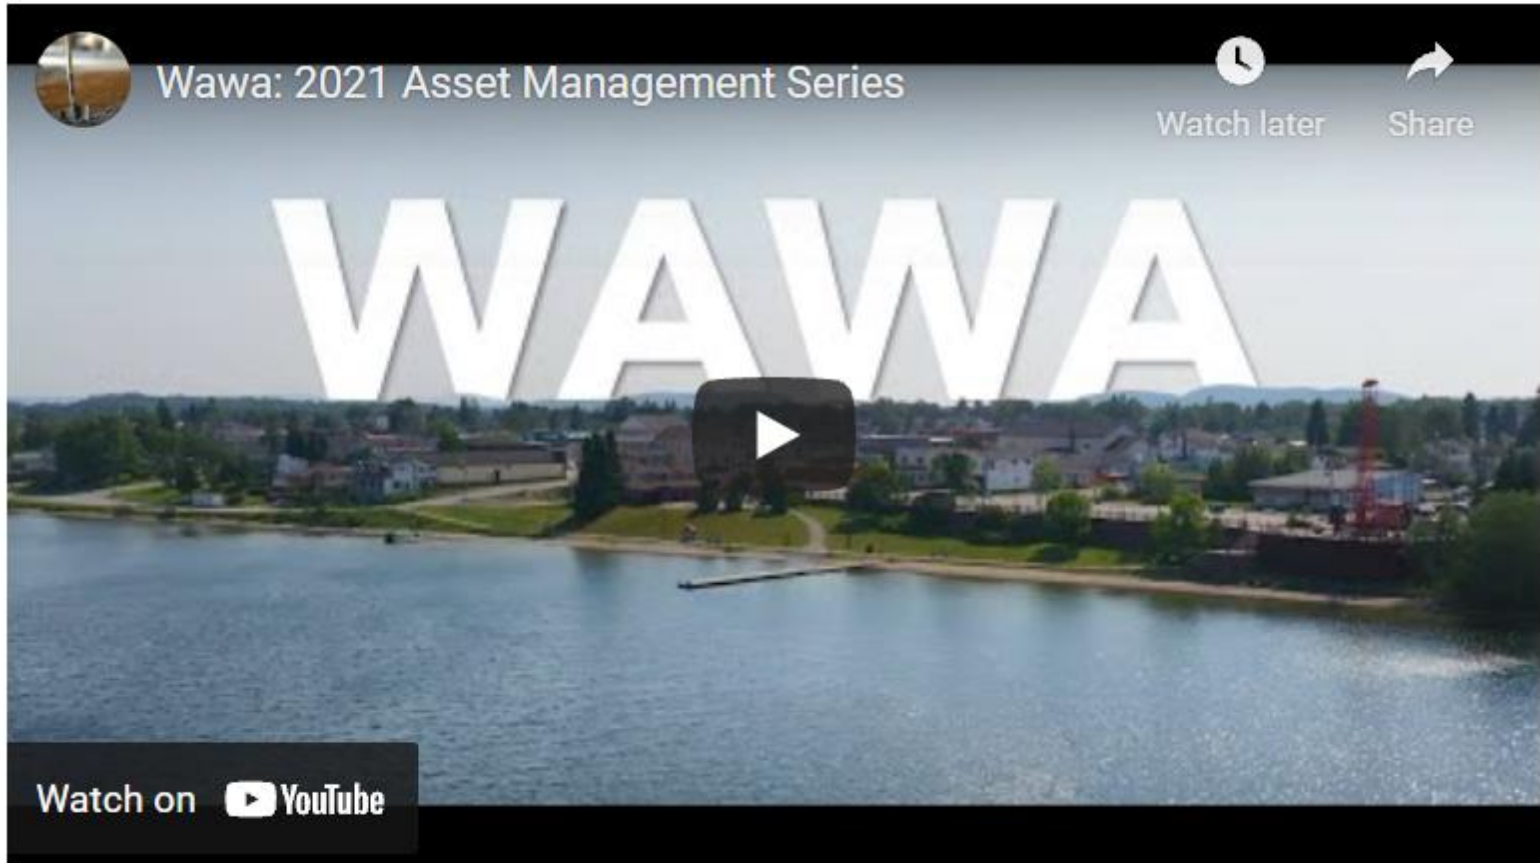 Wawa: 2021 Asset Management Series
Watch later
Share
WAWA
Watch on YouTube